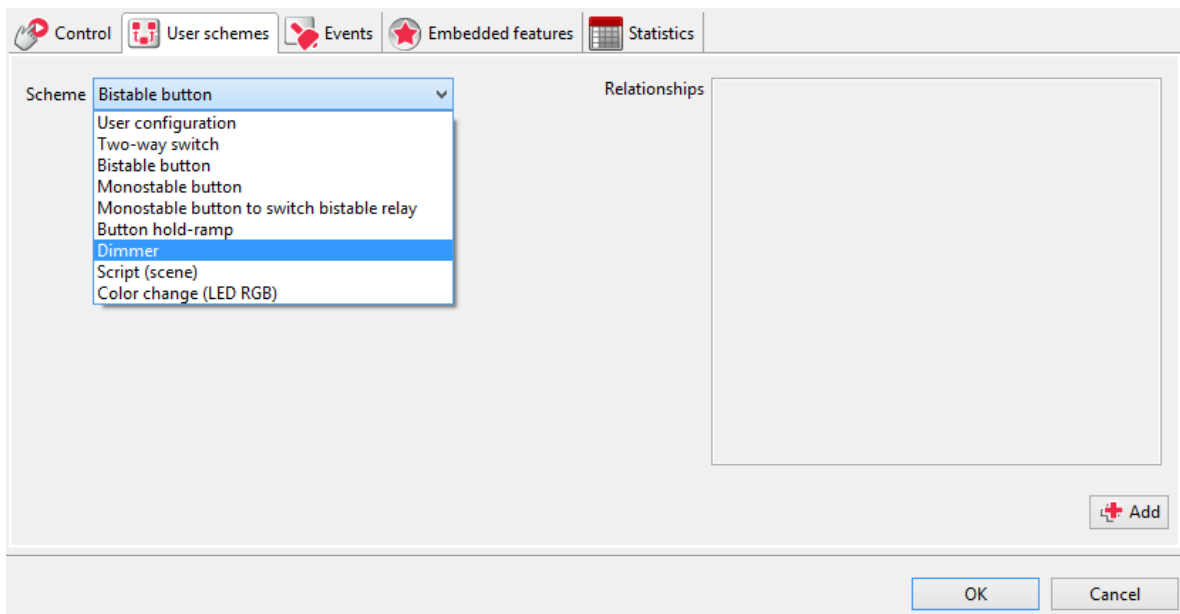 Control User schemes Events Embedded features Statistics
Scheme Bistable button Relationships
User configuration
Two-way switch
Bistable button
Monostable button
Monostable button to switch bistable relay
Button hold-ramp
Dimmer
Script (scene)
Color change (LED RGB)
Add
OK Cancel